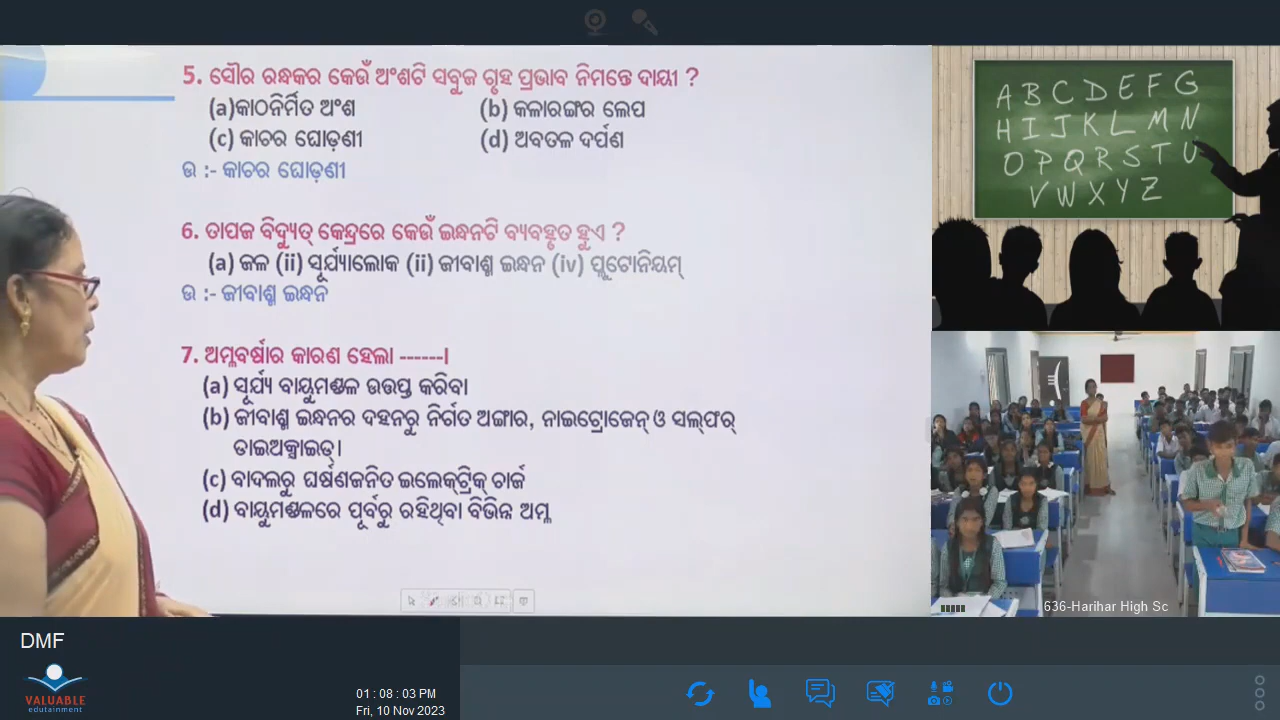 5. ସୌର ରନ୍ଧକର କେଉଁ ଅଂଶଟି ସବୁଜ ଗୃହ ପ୍ରଭାବ ନିମନ୍ତେ ଦାୟୀ ?
(a)କାଠନିର୍ମିତ ଅଂଶ (b) କଳାରଙ୍ଗର ଲେପ
(c) କାଚର ଘୋଡ଼ଣୀ (d) ଅବତଳ ଦର୍ପଣ
ଉ :- କାଚର ଘୋଡ଼ଣୀ
6. ତାପଜ ବିଦ୍ୟୁତ୍ କେନ୍ଦ୍ରରେ କେଉଁ ଇନ୍ଧନଟି ବ୍ୟବହୃତ ହୁଏ ?
(a) ଜଳ (ii) ସୂର୍ଯ୍ୟାଲୋକ (ii) ଜୀବାଶ୍ମ ଇନ୍ଧନ (iv) ପ୍ଲୁଟୋନିୟମ୍
ଉ :- ଜୀବାଶ୍ମ ଇନ୍ଧନ
7. ଅମ୍ଳବର୍ଷାର କାରଣ ହେଲା ------।
(a) ସୂର୍ଯ୍ୟ ବାୟୁମଣ୍ଡଳ ଉତ୍ତପ୍ତ କରିବା
(b) ଜୀବାଶ୍ମ ଇନ୍ଧନର ଦହନରୁ ନିର୍ଗତ ଅଙ୍ଗାର, ନାଇଟ୍ରୋଜେନ୍ ଓ ସଲ୍‌ଫର୍
ଡାଇଅକ୍ସାଇଡ୍।
(c) ବାଦଲରୁ ଘର୍ଷଣଜନିତ ଇଲେକ୍‌ଟ୍ରିକ୍ ଚାର୍ଜ
(d) ବାୟୁମଣ୍ଡଳରେ ପୂର୍ବରୁ ରହିଥିବା ବିଭିନ୍ନ ଅମ୍ଳ
A B C D E F G
H I J K L M N
O P Q R S T U
V W X Y Z
636-Harihar High Sc
DMF
VALUABLE
edutainment
01 : 08 : 03 PM
Fri, 10 Nov 2023